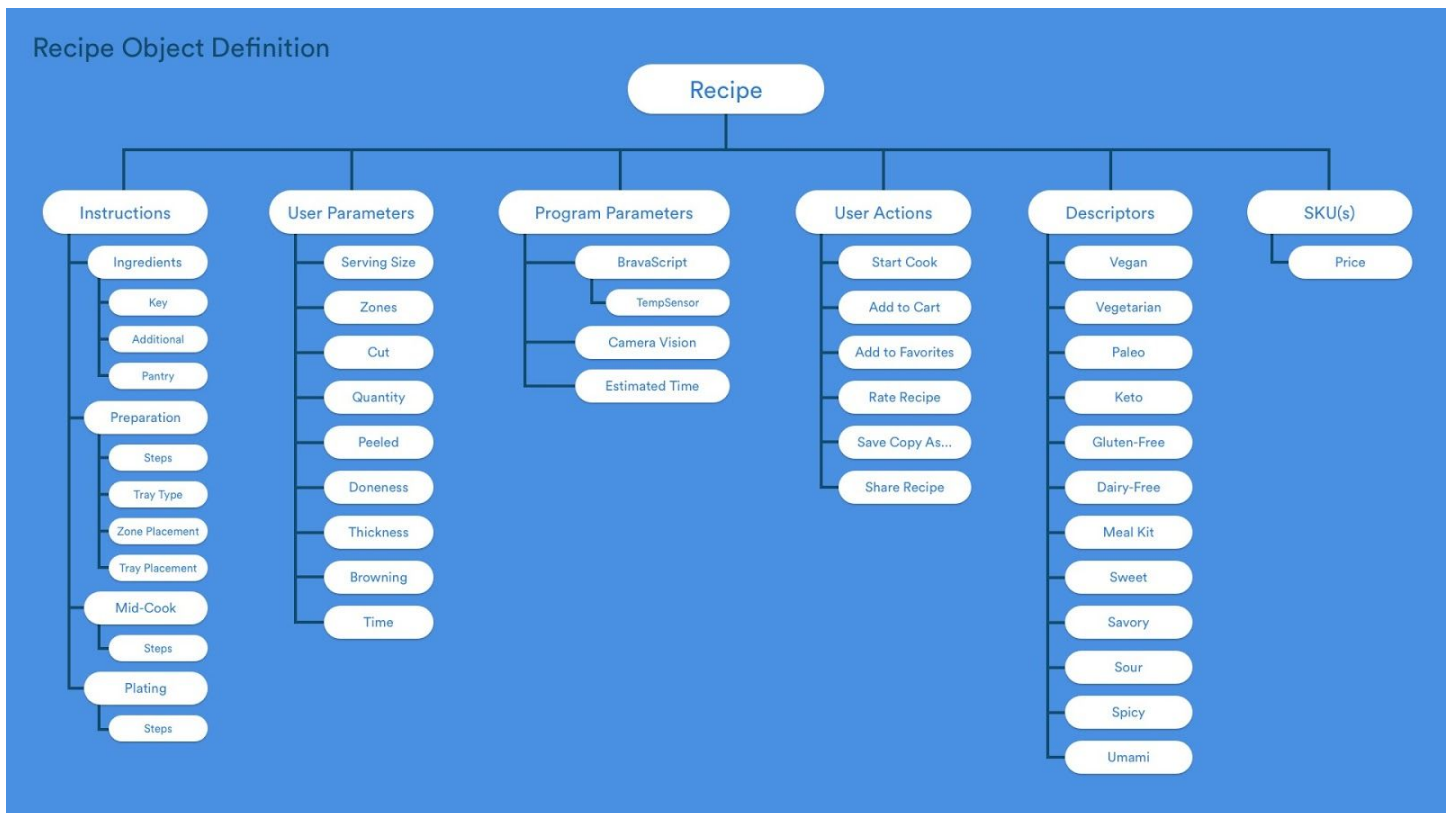 Recipe Object Definition
Recipe
Instructions
Ingredients
Key
Additional
Pantry
Preparation
Steps
Tray Type
Zone Placement
Tray Placement
Mid-Cook
Steps
Plating
Steps
User Parameters
Serving Size
Zones
Cut
Quantity
Peeled
Doneness
Thickness
Browning
Time
Program Parameters
BravaScript
TempSensor
Camera Vision
Estimated Time
User Actions
Start Cook
Add to Cart
Add to Favorites
Rate Recipe
Save Copy As...
Share Recipe
Descriptors
Vegan
Vegetarian
Paleo
Keto
Gluten-Free
Dairy-Free
Meal Kit
Sweet
Savory
Sour
Spicy
Umami
SKU(s)
Price